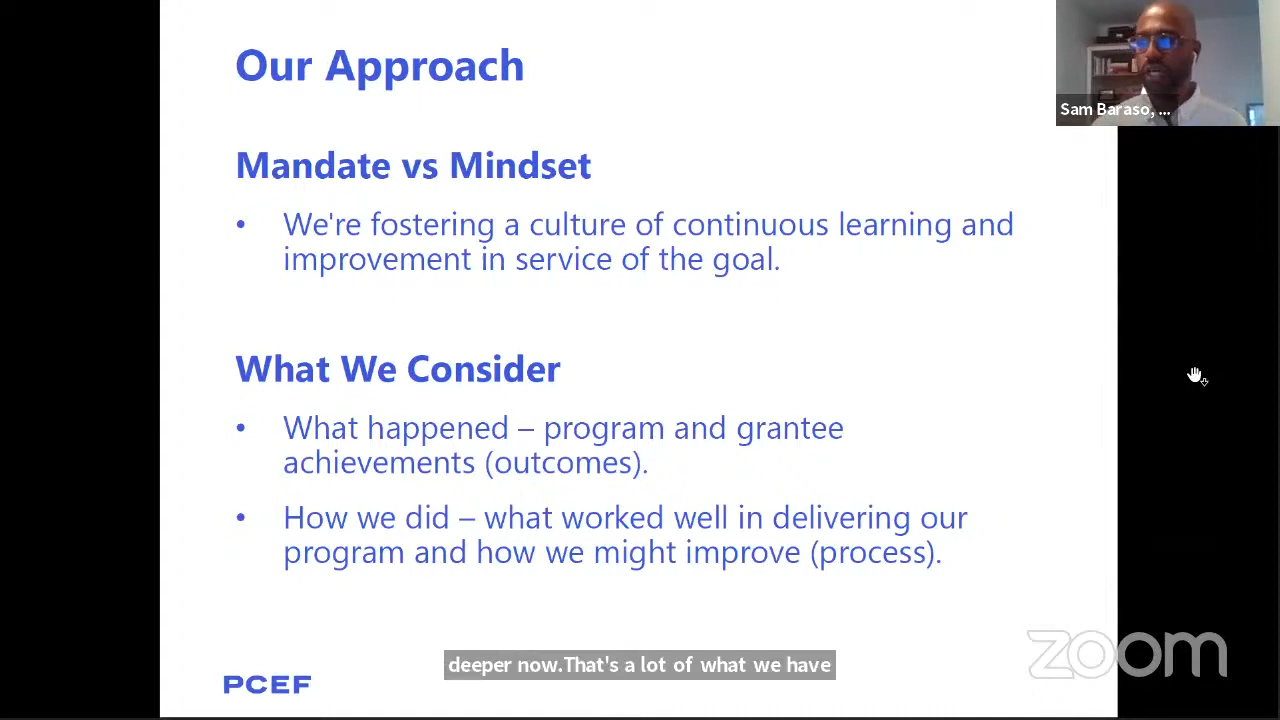 Our Approach
Mandate vs Mindset
• We're fostering a culture of continuous learning and
improvement in service of the goal.
What We Consider
• What happened – program and grantee
achievements (outcomes).
• How we did – what worked well in delivering our
program and how we might improve (process).
PCEF
deeper now.That's a lot of what we have
Sam Baraso, ...
zoom